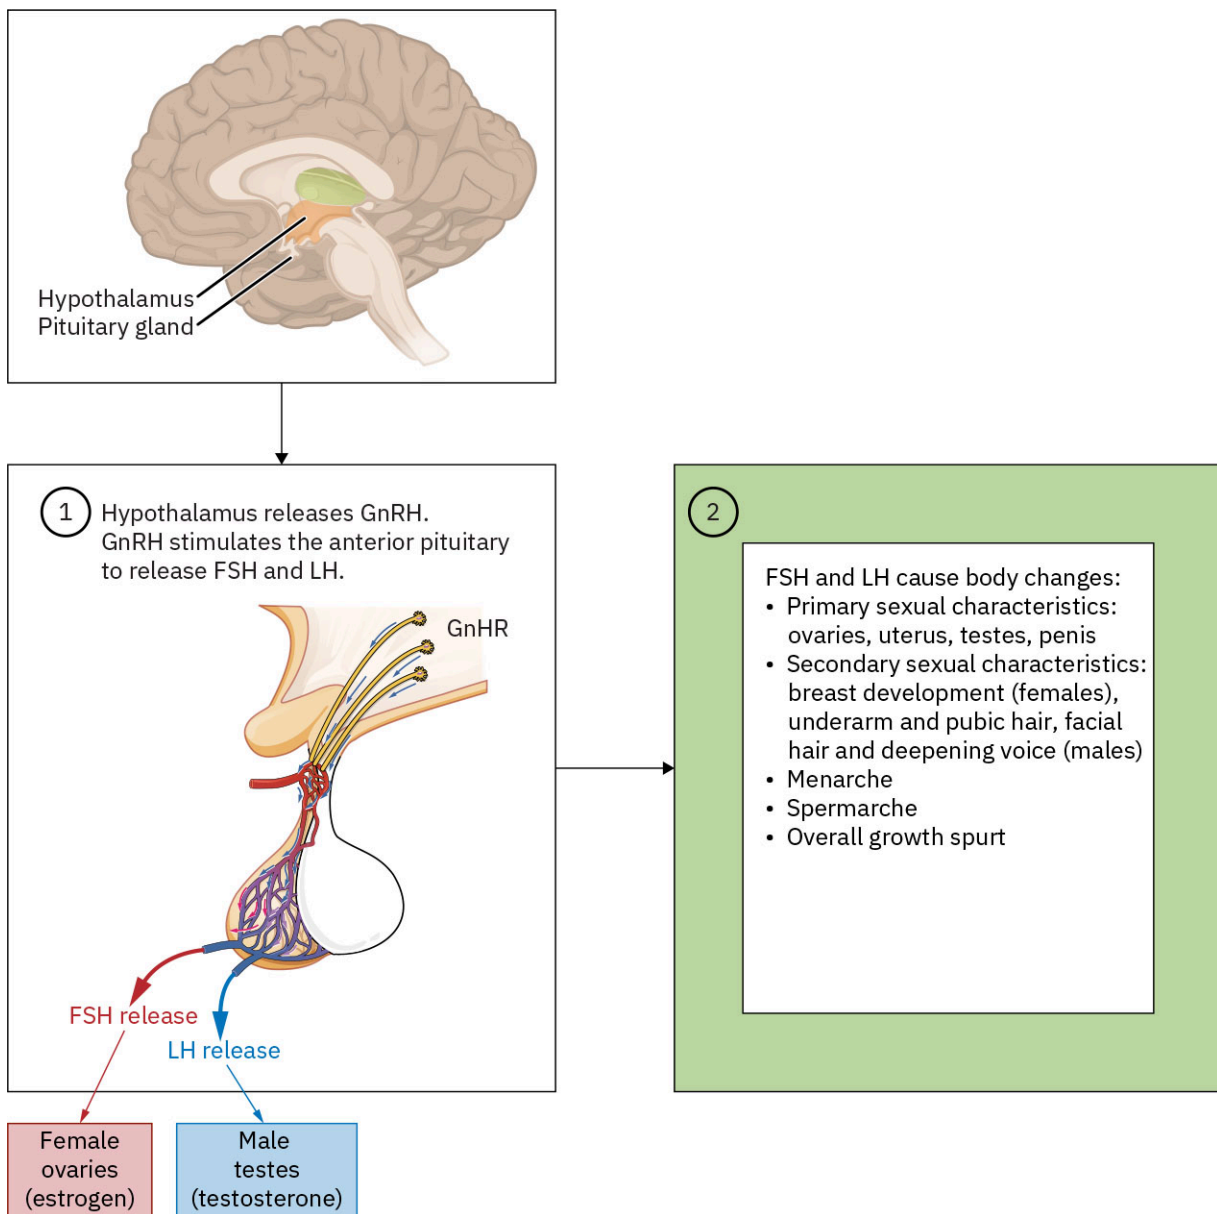 Hypothalamus
Pituitary gland
1
Hypothalamus releases GnRH.
GnRH stimulates the anterior pituitary
to release FSH and LH.
GnHR
FSH release
LH release
Female
ovaries
(estrogen)
Male
testes
(testosterone)
2
FSH and LH cause body changes:
• Primary sexual characteristics:
ovaries, uterus, testes, penis
• Secondary sexual characteristics:
breast development (females),
underarm and pubic hair, facial
hair and deepening voice (males)
• Menarche
• Spermarche
• Overall growth spurt